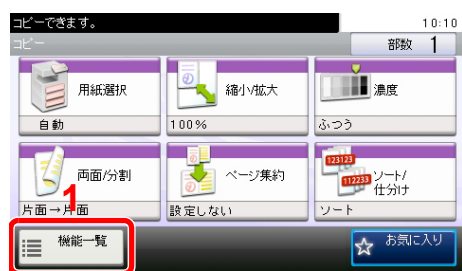 コピーできます。 10:10
コピー 部数 1
用紙選択 縮小/拡大 濃度
自動 100% ふつう
両面/分割 ページ集約 123123 112233 ソート/
仕分け
1
片面→片面 設定しない ソート
機能一覧 お気に入り